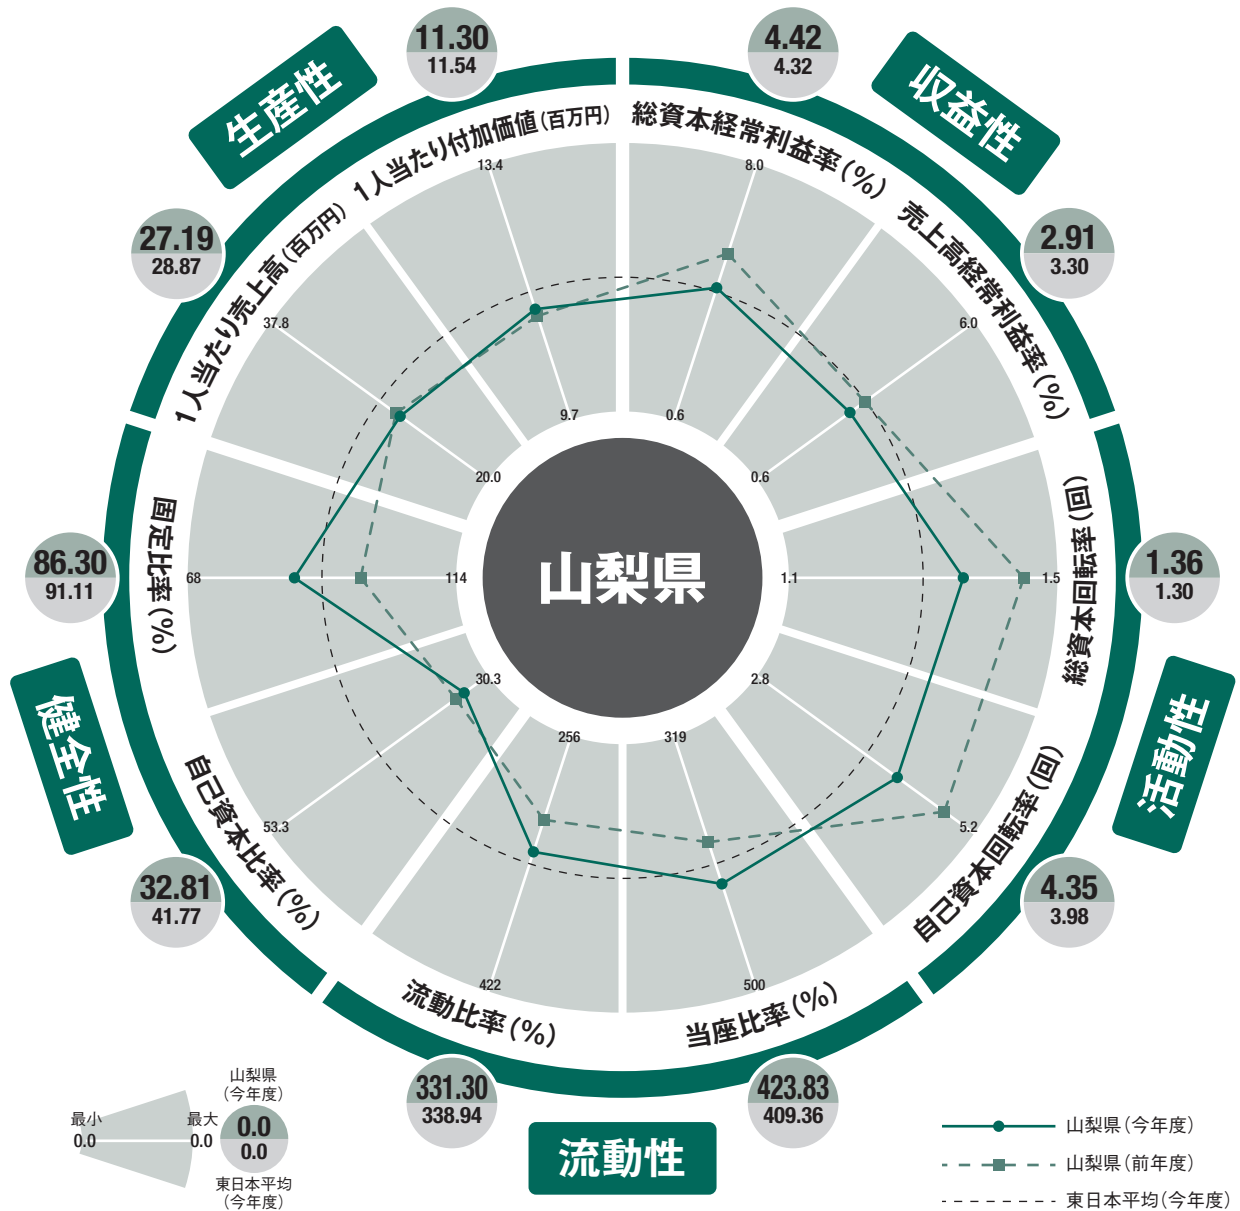 山梨県
収益性
総資本経常利益率(%)
4.42
4.32
8.0
0.6
売上高経常利益率(%)
2.91
3.30
6.0
0.6
活動性
総資本回転率(回)
1.36
1.30
1.5
1.1
自己資本回転率(回)
4.35
3.98
5.2
2.8
流動性
当座比率(%)
423.83
409.36
500
319
流動比率(%)
331.30
338.94
422
256
健全性
自己資本比率(%)
32.81
41.77
53.3
30.3
固定比率(%)
86.30
91.11
68
114
生産性
1人当たり売上高(百万円)
27.19
28.87
37.8
20.0
1人当たり付加価値(百万円)
11.30
11.54
13.4
9.7
山梨県
(今年度)
最小
0.0
最大
0.0
0.0
0.0
東日本平均
(今年度)
山梨県(今年度)
山梨県(前年度)
東日本平均(今年度)